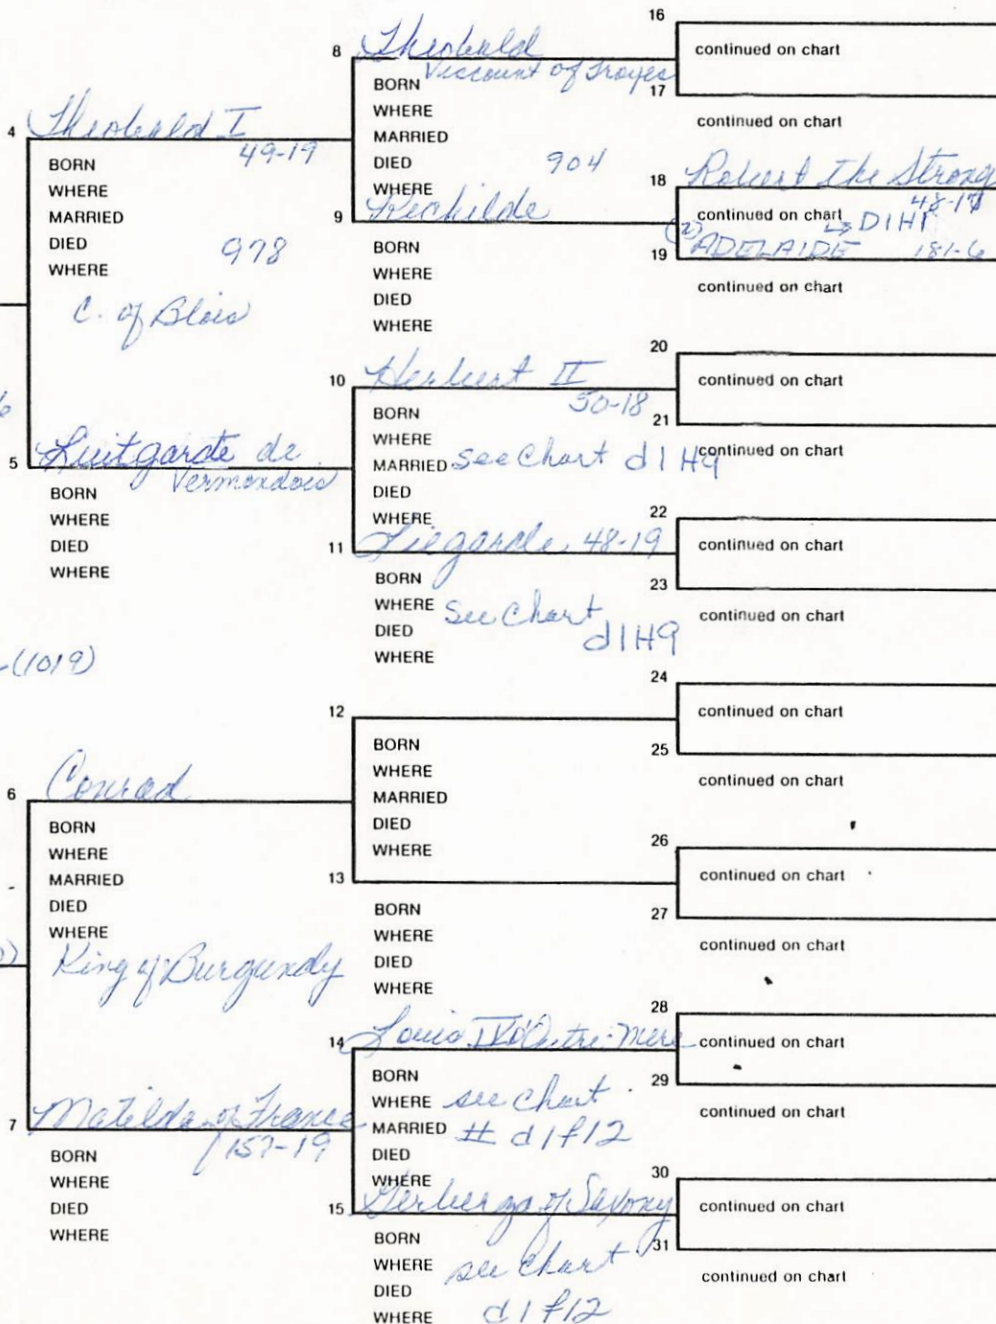 4
Theobald I
49-19
BORN
WHERE
MARRIED
DIED 978
WHERE
C. of Blois
6
5
Luitgarde de
Vermandois
BORN
WHERE
DIED
WHERE
-(1019)
6
Conrad
BORN
WHERE
MARRIED
DIED
WHERE
King of Burgundy
7
Matilda of France
157-19
BORN
WHERE
DIED
WHERE
8
Theobald
Viscount of Troyes
BORN
WHERE
MARRIED
DIED 904
WHERE
9
Richilde
BORN
WHERE
DIED
WHERE
10
Herbert II
50-18
BORN
WHERE
MARRIED see Chart d1H9
DIED
WHERE
11
Liegarde, 48-19
BORN
WHERE see Chart
DIED d1H9
WHERE
12
BORN
WHERE
MARRIED
DIED
WHERE
13
BORN
WHERE
DIED
WHERE
14
Louis IV d'Outre-Mere
BORN
WHERE see Chart
MARRIED # d1f12
DIED
WHERE
15
Gerberga of Saxony
BORN
WHERE see Chart
DIED
WHERE d1f12
16
continued on chart
17
continued on chart
18
Robert the Strong
48-17
continued on chart
↳ D1H1
(2)
19
ADELAIDE 181-6
continued on chart
20
continued on chart
21
continued on chart
22
continued on chart
23
continued on chart
24
continued on chart
25
continued on chart
26
continued on chart
27
continued on chart
28
continued on chart
29
continued on chart
30
continued on chart
31
continued on chart